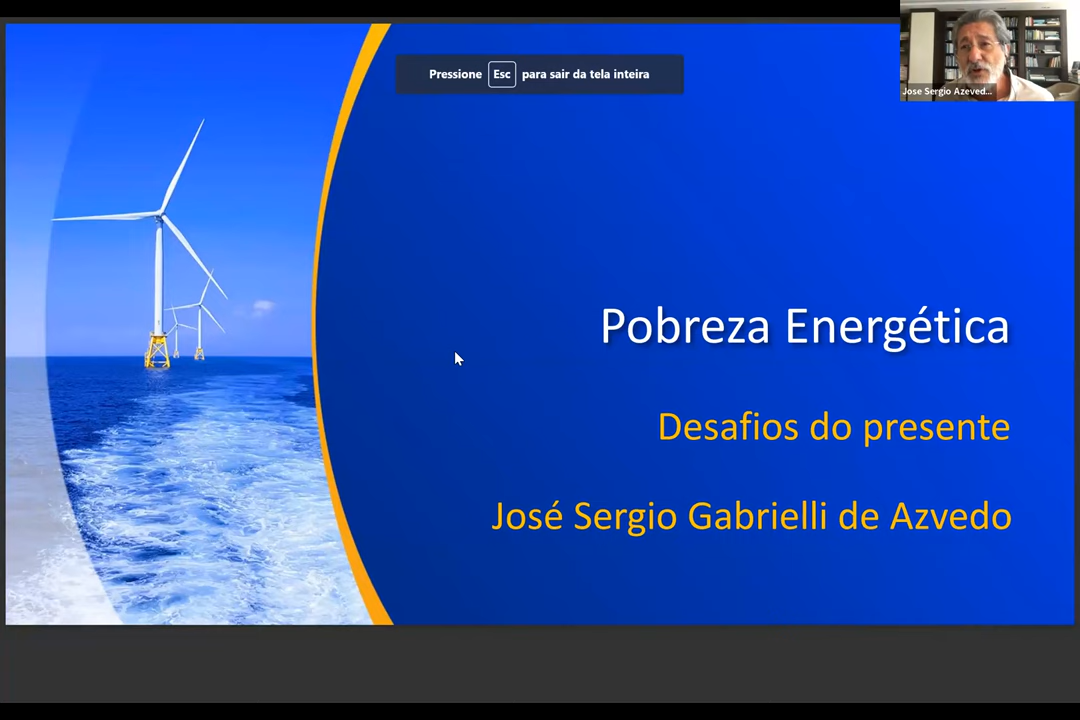 Pressione Esc para sair da tela inteira
Jose Sergio Azeved...
Pobreza Energética
Desafios do presente
José Sergio Gabrielli de Azvedo